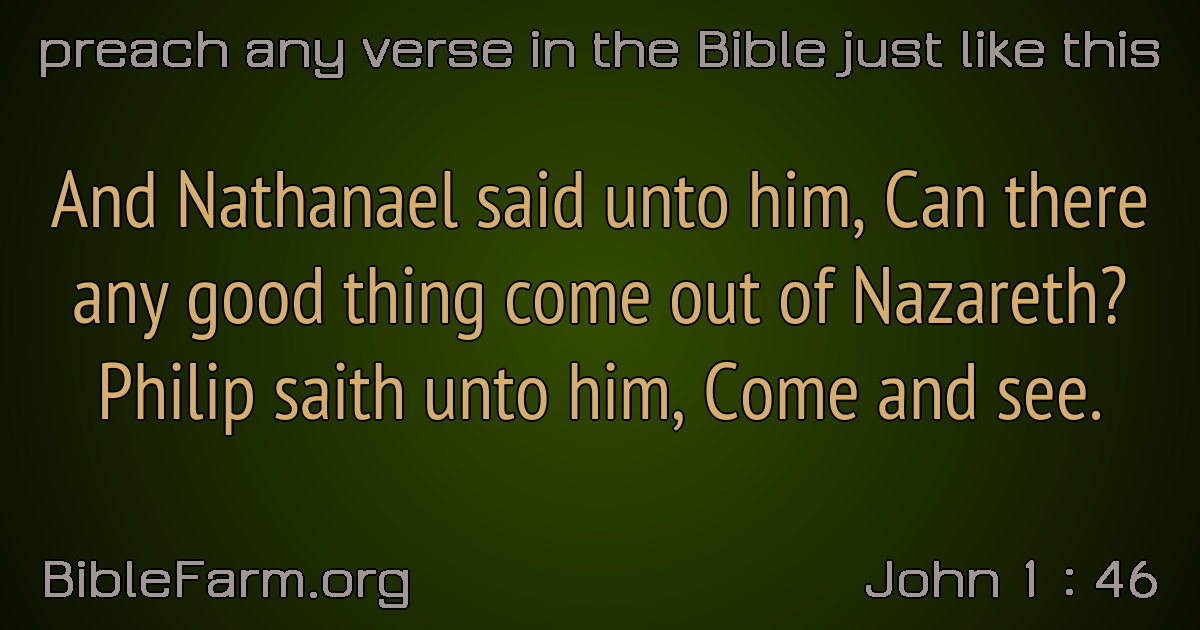 preach any verse in the Bible just like this
And Nathanael said unto him, Can there
any good thing come out of Nazareth?
Philip saith unto him, Come and see.
BibleFarm.org
John 1 : 46